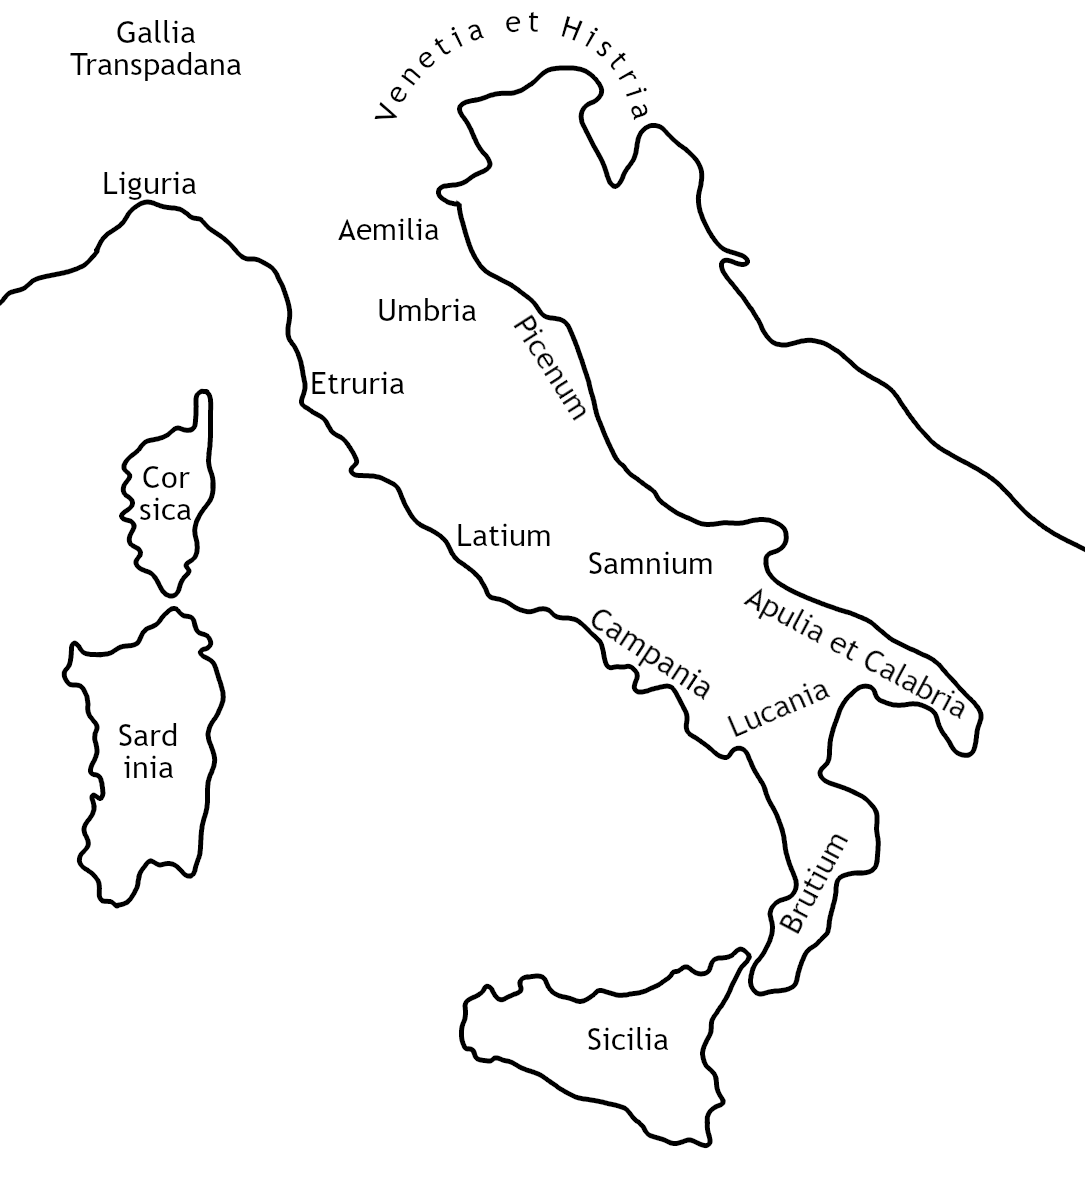 Gallia
Transpadana
Venetia et Histria
Liguria
Aemilia
Umbria
Picenum
Etruria
Cor
sica
Latium
Samnium
Apulia et Calabria
Campania
Lucania
Sard
inia
Brutium
Sicilia